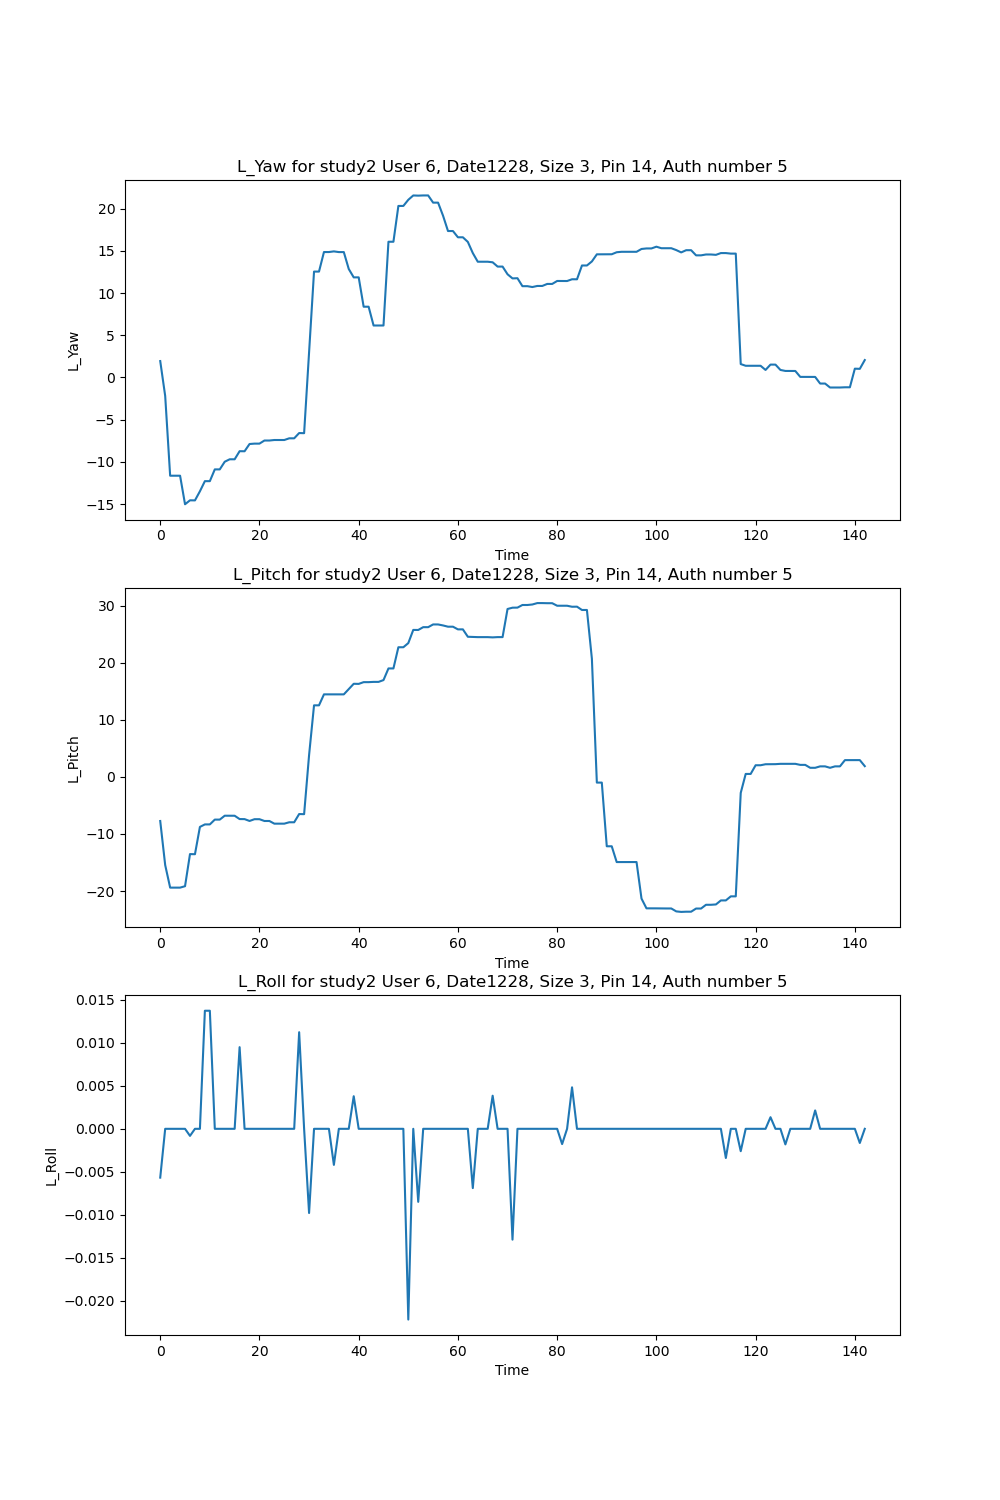 L_Yaw for study2 User 6, Date1228, Size 3, Pin 14, Auth number 5
20
15
10
5
0
−5
−10
−15
L_Yaw
0 20 40 60 80 100 120 140
Time
L_Pitch for study2 User 6, Date1228, Size 3, Pin 14, Auth number 5
30
20
10
0
−10
−20
L_Pitch
0 20 40 60 80 100 120 140
Time
L_Roll for study2 User 6, Date1228, Size 3, Pin 14, Auth number 5
0.015
0.010
0.005
0.000
−0.005
−0.010
−0.015
−0.020
L_Roll
0 20 40 60 80 100 120 140
Time